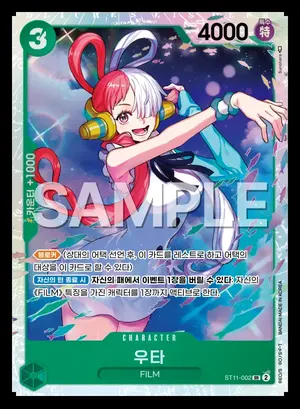 3
4000
특수
特
카운터 +1000
SAMPLE
블로커 (상대의 어택 선언 후, 이 카드를 레스트로 하고 어택의
대상을 이 카드로 할 수 있다)
자신의 턴 종료 시 자신의 패에서 이벤트 1장을 버릴 수 있다: 자신의
《FILM》 특징을 가진 캐릭터를 1장까지 액티브로 한다.
CHARACTER
우타
FILM
ST11-002
2